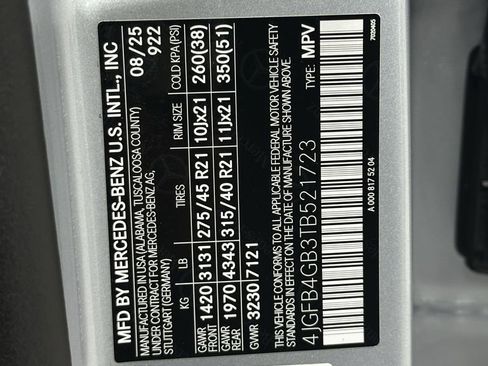 MFD BY MERCEDES-BENZ U.S. INTL., INC
MANUFACTURED IN USA (ALABAMA, TUSCALOOSA COUNTY) 08/25
UNDER CONTRACT FOR MERCEDES-BENZ AG, 922
STUTTGART (GERMANY)
KG LB TIRES RIM SIZE COLD KPA(PSI)
GAWR FRONT 1420 3131 275/45 R21 10Jx21 260(38)
GAWR REAR 1970 4343 315/40 R21 11Jx21 350(51)
GVWR 3230 7121
THIS VEHICLE CONFORMS TO ALL APPLICABLE FEDERAL MOTOR VEHICLE SAFETY
STANDARDS IN EFFECT ON THE DATE OF MANUFACTURE SHOWN ABOVE.
4JGFB4GB3TB521723 TYPE: MPV
A 000 817 52 04 7020405